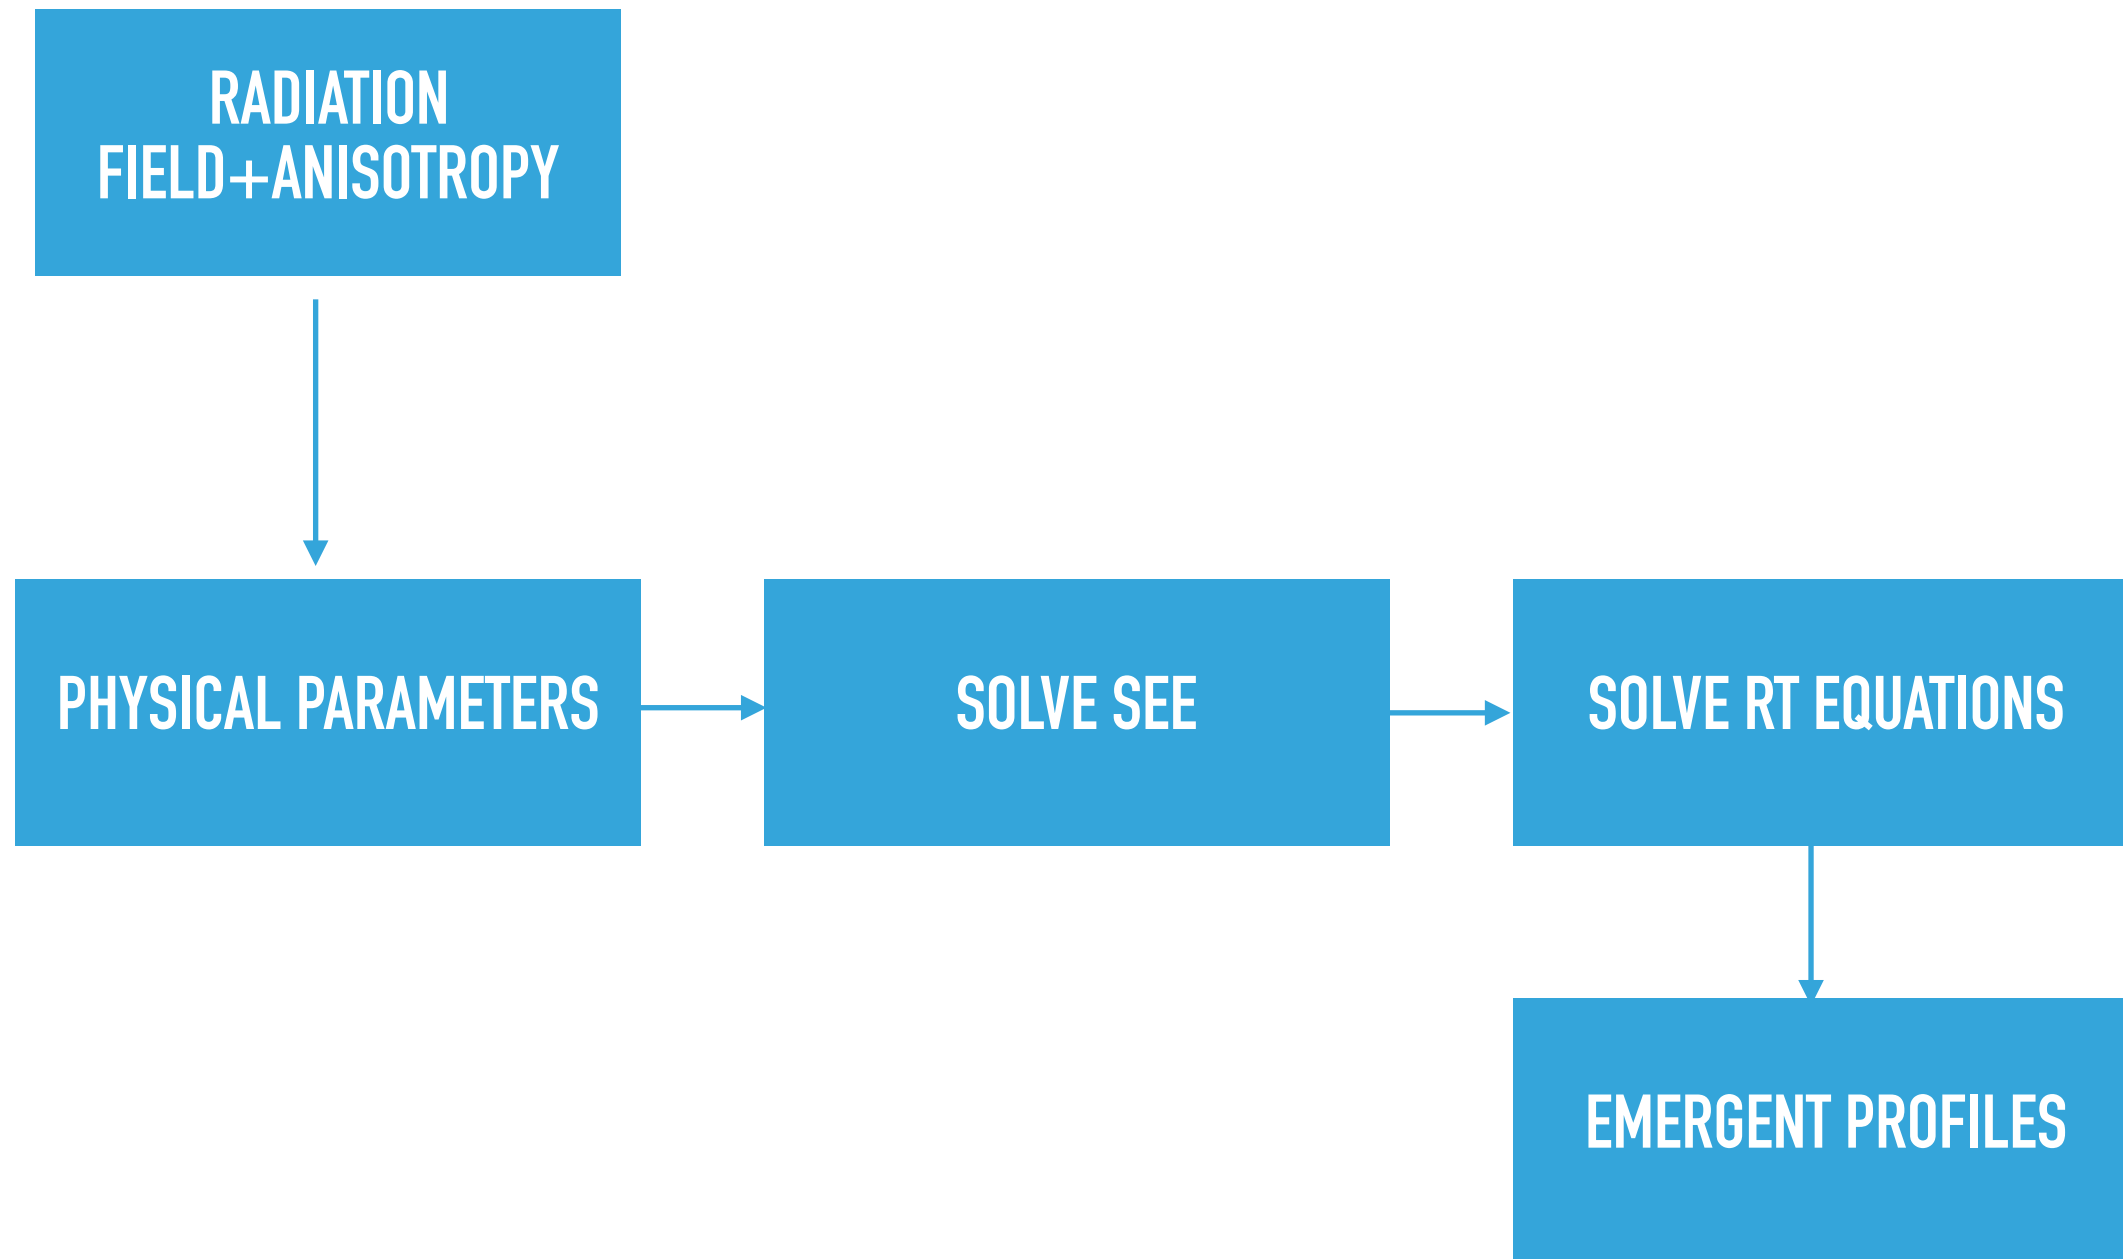 RADIATION
FIELD+ANISOTROPY
PHYSICAL PARAMETERS
SOLVE SEE
SOLVE RT EQUATIONS
EMERGENT PROFILES